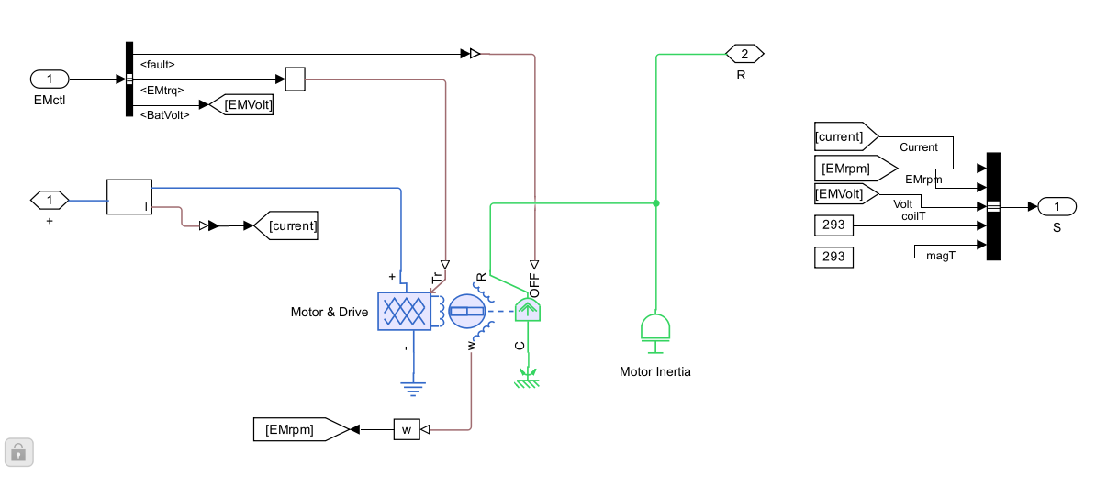 2
R
<fault>
1
EMctl
<EMtrq>
[EMVolt]
<BatVolt>
[current]
Current
[EMrpm]
EMrpm
[EMVolt]
Volt
1
S
coilT
293
293
magT
1
+
I
[current]
+
Tr
R
OFF
Motor & Drive
-
w
C
Motor Inertia
[EMrpm]
w